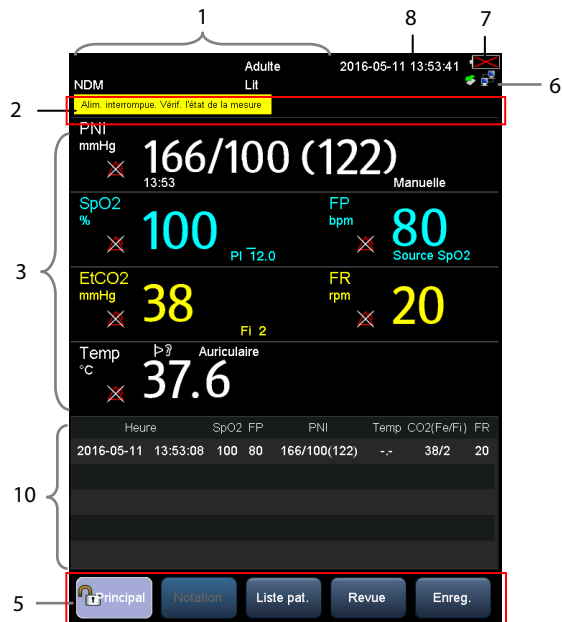 1
8
7
Adulte 2016-05-11 13:53:41
NDM Lit
6
2
Alim. interrompue. Vérif. l'état de la mesure
PNI
mmHg
166/100 (122)
13:53 Manuelle
SpO2 FP
% bpm
100 80
PI 12.0 Source SpO2
3
EtCO2 FR
mmHg rpm
38 20
Fi 2
Temp Auriculaire
°C
37.6
Heure SpO2 FP PNI Temp CO2(Fe/Fi) FR
2016-05-11 13:53:08 100 80 166/100(122) -.- 38/2 20
10
5
Principal Notation Liste pat. Revue Enreg.